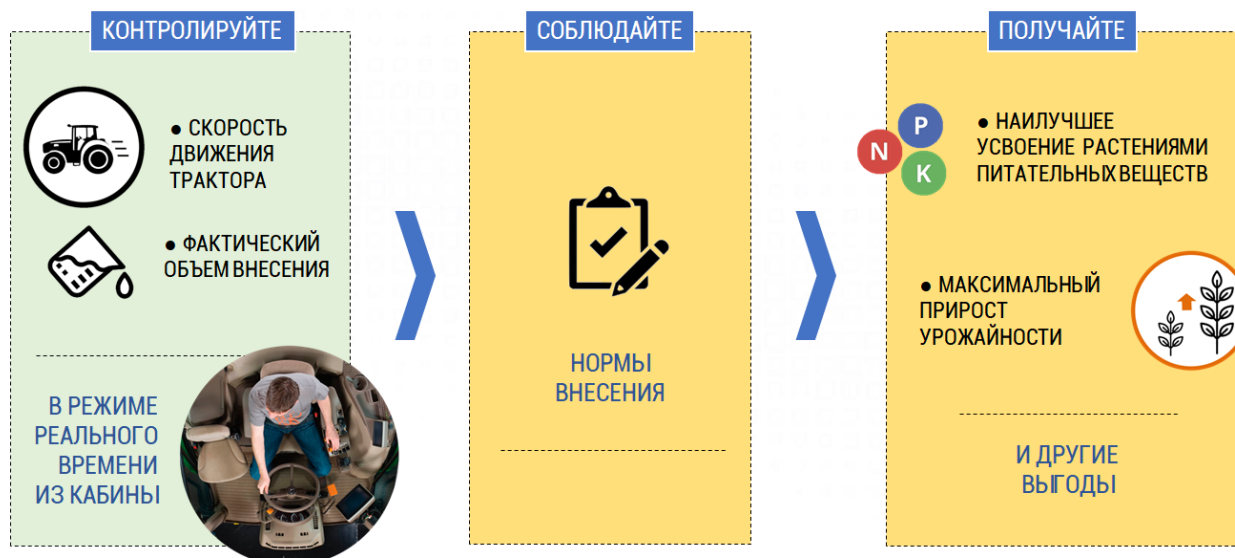 КОНТРОЛИРУЙТЕ
● СКОРОСТЬ
ДВИЖЕНИЯ
ТРАКТОРА
● ФАКТИЧЕСКИЙ
ОБЪЕМ ВНЕСЕНИЯ
В РЕЖИМЕ
РЕАЛЬНОГО
ВРЕМЕНИ
ИЗ КАБИНЫ
СОБЛЮДАЙТЕ
НОРМЫ
ВНЕСЕНИЯ
ПОЛУЧАЙТЕ
N
P
K
● НАИЛУЧШЕЕ
УСВОЕНИЕ РАСТЕНИЯМИ
ПИТАТЕЛЬНЫХ ВЕЩЕСТВ
● МАКСИМАЛЬНЫЙ
ПРИРОСТ
УРОЖАЙНОСТИ
И ДРУГИЕ
ВЫГОДЫ